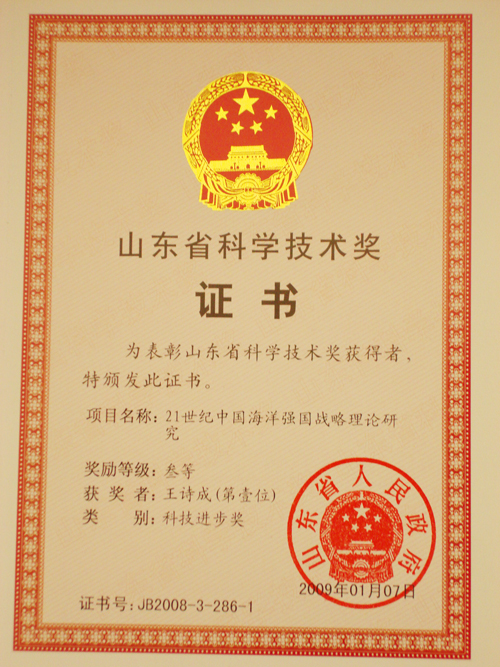 山东省科学技术奖
证书
为表彰山东省科学技术奖获得者，
特颁发此证书。
项目名称：21世纪中国海洋强国战略理论研
究
奖励等级：叁等
获奖者：王诗成(第壹位)
类别：科技进步奖
山东省人民政府
2009年01月07日
证书号：JB2008-3-286-1